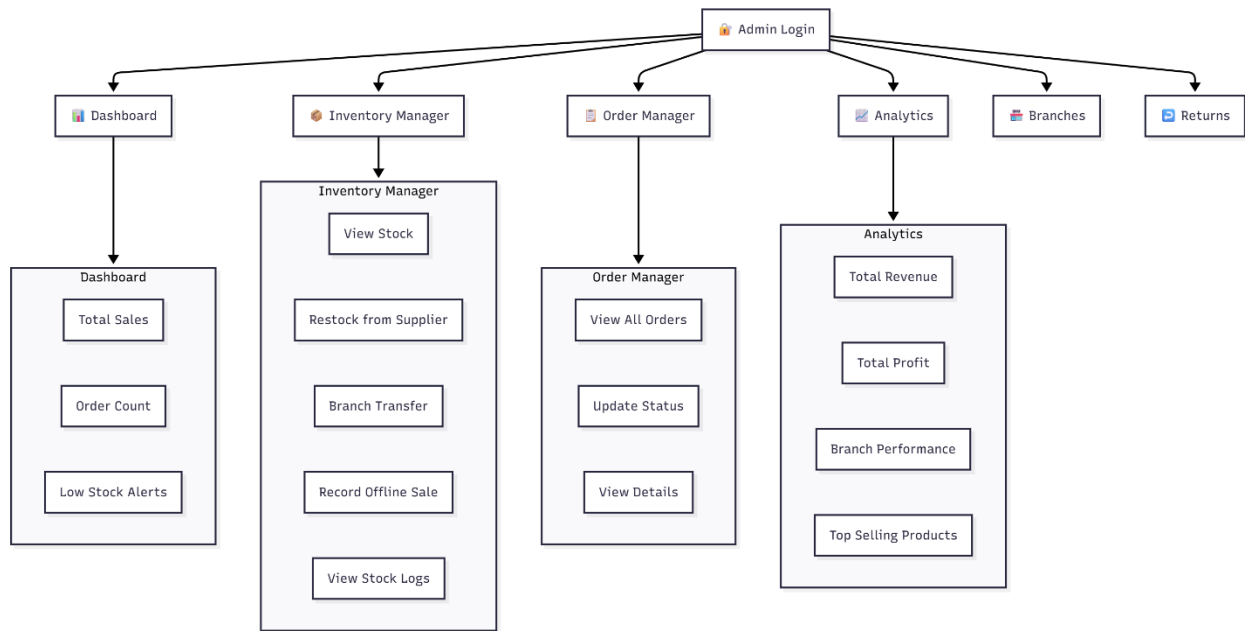 🔐 Admin Login
📊 Dashboard
📦 Inventory Manager
📋 Order Manager
📈 Analytics
🏪 Branches
↩️ Returns
Inventory Manager
View Stock
Restock from Supplier
Branch Transfer
Record Offline Sale
View Stock Logs
Dashboard
Total Sales
Order Count
Low Stock Alerts
Order Manager
View All Orders
Update Status
View Details
Analytics
Total Revenue
Total Profit
Branch Performance
Top Selling Products